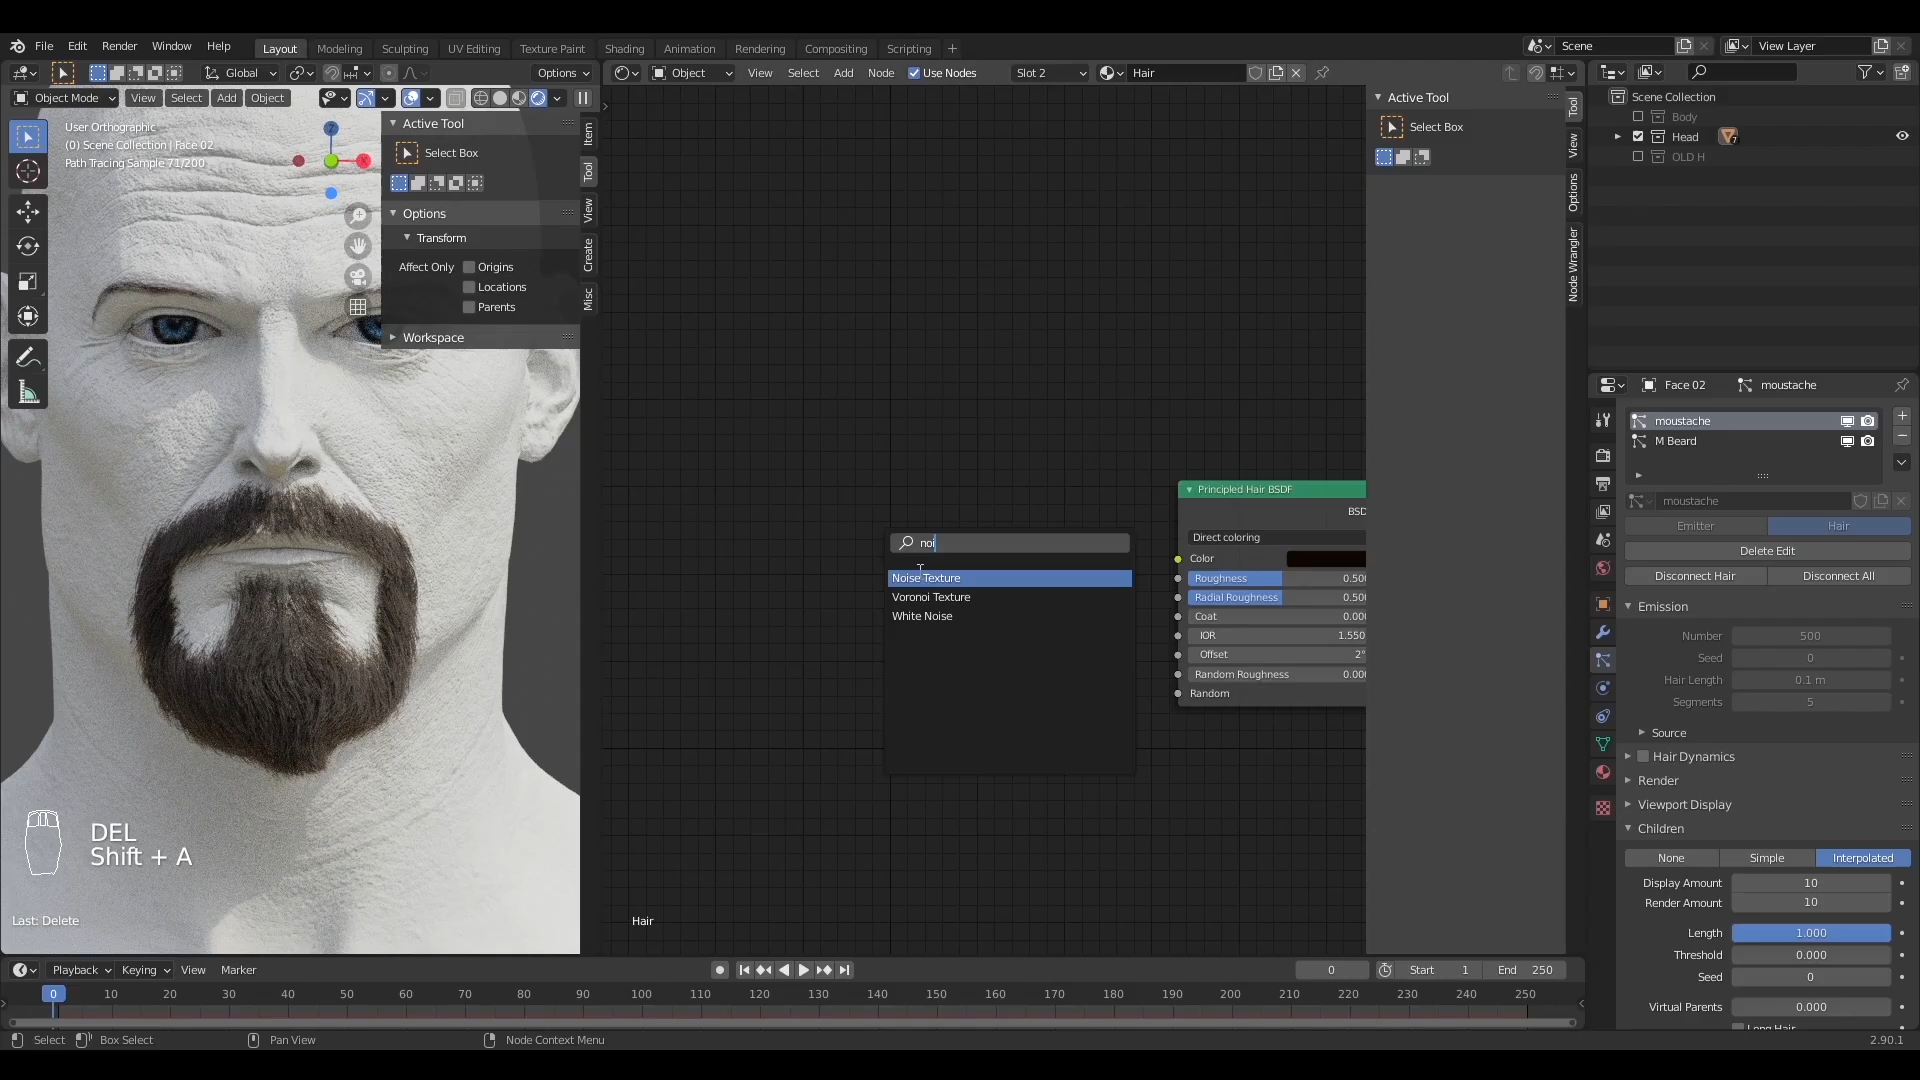 File Edit Render Window Help Layout Modeling Sculpting UV Editing Texture Paint Shading Animation Rendering Compositing Scripting + Scene View Layer
Global Options
Object View Select Add Node Use Nodes Slot 2 Hair
Object Mode View Select Add Object
User Orthographic
(0) Scene Collection | Face 02
Path Tracing Sample 71/200
Z
X
Active Tool
Select Box
Options
Transform
Affect Only Origins
Locations
Parents
Workspace
Item
Tool
View
Create
Misc
noi
Noise Texture
Voronoi Texture
White Noise
Principled Hair BSDF
BSD
Direct coloring
Color
Roughness 0.500
Radial Roughness 0.500
Coat 0.000
IOR 1.550
Offset 2°
Random Roughness 0.000
Random
Hair
Active Tool
Select Box
Tool
View
Options
Node Wrangler
Scene Collection
Body
Head 7
OLD H
Face 02 moustache
moustache
M Beard
moustache
Emitter Hair
Delete Edit
Disconnect Hair Disconnect All
Emission
Number 500
Seed 0
Hair Length 0.1 m
Segments 5
Source
Hair Dynamics
Render
Viewport Display
Children
None Simple Interpolated
Display Amount 10
Render Amount 10
Length 1.000
Threshold 0.000
Seed 0
Virtual Parents 0.000
Long Hair
DEL
Shift + A
Last: Delete
Playback Keying View Marker 0 Start 1 End 250
0 10 20 30 40 50 60 70 80 90 100 110 120 130 140 150 160 170 180 190 200 210 220 230 240 250
Select Box Select Pan View Node Context Menu 2.90.1